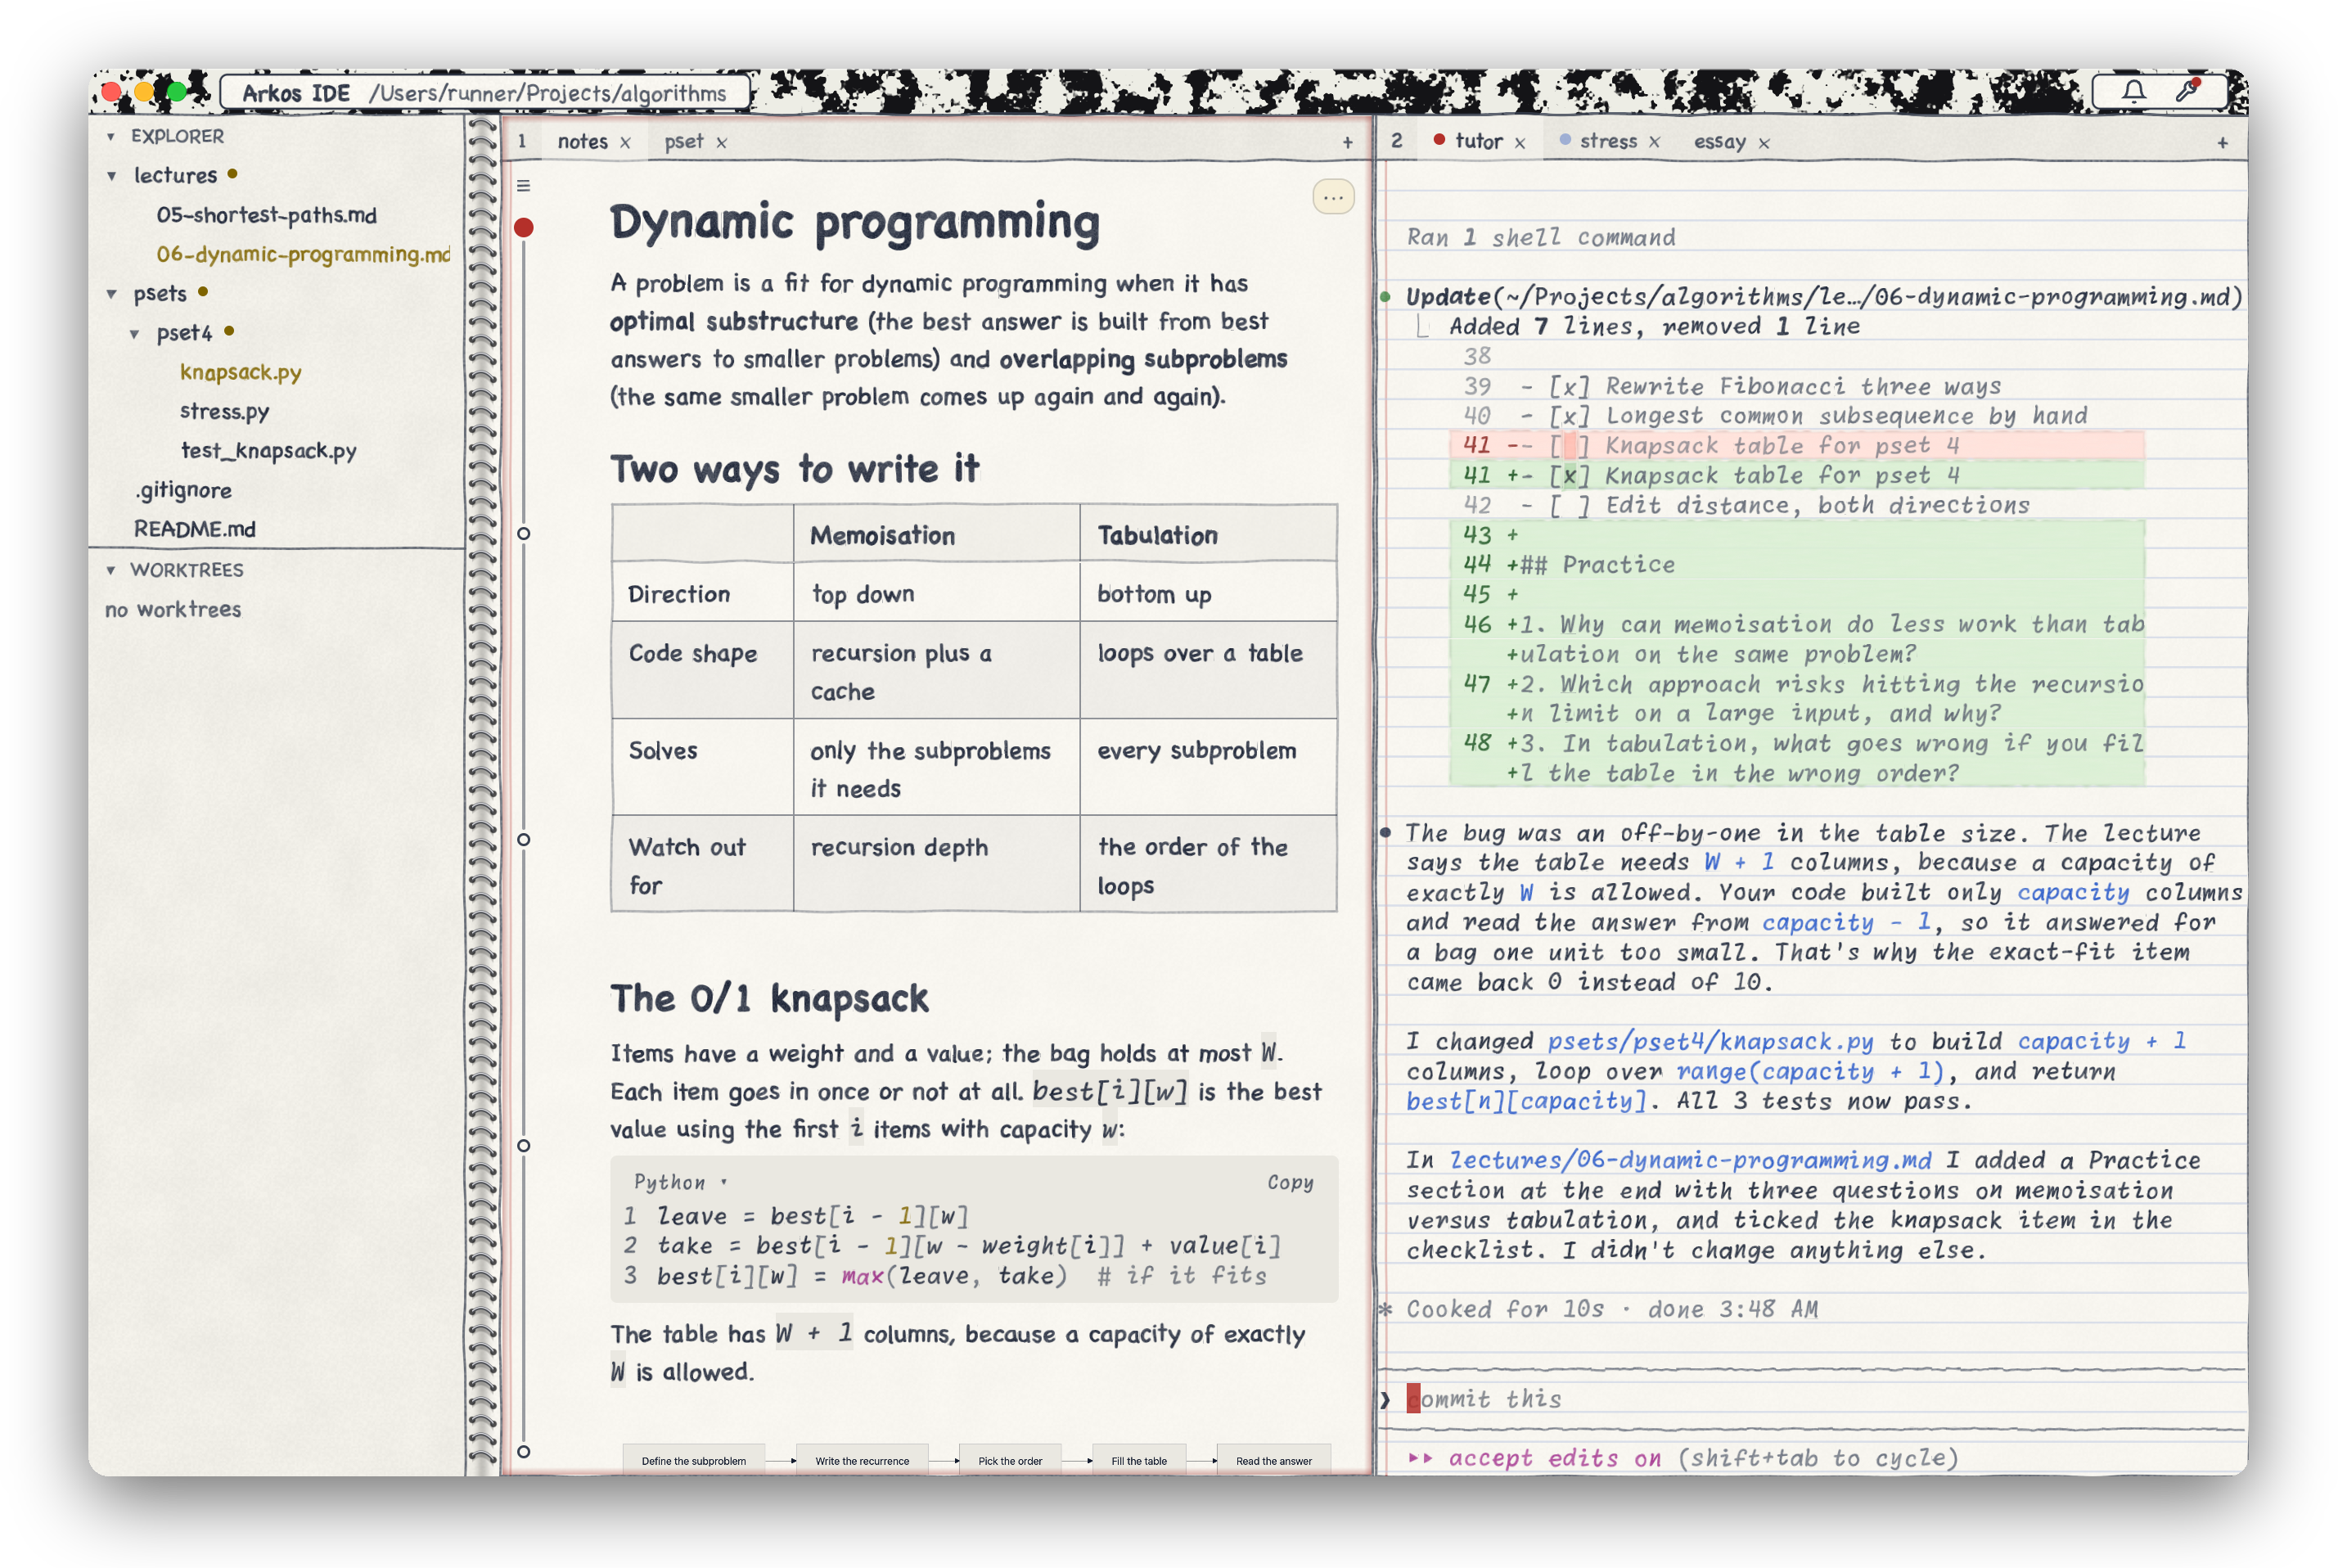 Arkos IDE /Users/runner/Projects/algorithms
EXPLORER
lectures
05-shortest-paths.md
06-dynamic-programming.md
psets
pset4
knapsack.py
stress.py
test_knapsack.py
.gitignore
README.md
WORKTREES
no worktrees
1 notes x pset x +
Dynamic programming
A problem is a fit for dynamic programming when it has
optimal substructure (the best answer is built from best
answers to smaller problems) and overlapping subproblems
(the same smaller problem comes up again and again).
Two ways to write it
Memoisation Tabulation
Direction top down bottom up
Code shape recursion plus a loops over a table
cache
Solves only the subproblems every subproblem
it needs
Watch out recursion depth the order of the
for loops
The 0/1 knapsack
Items have a weight and a value; the bag holds at most W.
Each item goes in once or not at all. best[i][w] is the best
value using the first i items with capacity w:
Python Copy
1 leave = best[i - 1][w]
2 take = best[i - 1][w - weight[i]] + value[i]
3 best[i][w] = max(leave, take) # if it fits
The table has W + 1 columns, because a capacity of exactly
W is allowed.
Define the subproblem Write the recurrence Pick the order Fill the table Read the answer
2 tutor x stress x essay x +
Ran 1 shell command
Update(~/Projects/algorithms/le…/06-dynamic-programming.md)
Added 7 lines, removed 1 line
38
39 - [x] Rewrite Fibonacci three ways
40 - [x] Longest common subsequence by hand
41 -- [ ] Knapsack table for pset 4
41 +- [x] Knapsack table for pset 4
42 - [ ] Edit distance, both directions
43 +
44 +## Practice
45 +
46 +1. Why can memoisation do less work than tab
+ulation on the same problem?
47 +2. Which approach risks hitting the recursio
+n limit on a large input, and why?
48 +3. In tabulation, what goes wrong if you fil
+l the table in the wrong order?
The bug was an off-by-one in the table size. The lecture
says the table needs W + 1 columns, because a capacity of
exactly W is allowed. Your code built only capacity columns
and read the answer from capacity - 1, so it answered for
a bag one unit too small. That's why the exact-fit item
came back 0 instead of 10.
I changed psets/pset4/knapsack.py to build capacity + 1
columns, loop over range(capacity + 1), and return
best[n][capacity]. All 3 tests now pass.
In lectures/06-dynamic-programming.md I added a Practice
section at the end with three questions on memoisation
versus tabulation, and ticked the knapsack item in the
checklist. I didn't change anything else.
* Cooked for 10s · done 3:48 AM
❯ commit this
accept edits on (shift+tab to cycle)